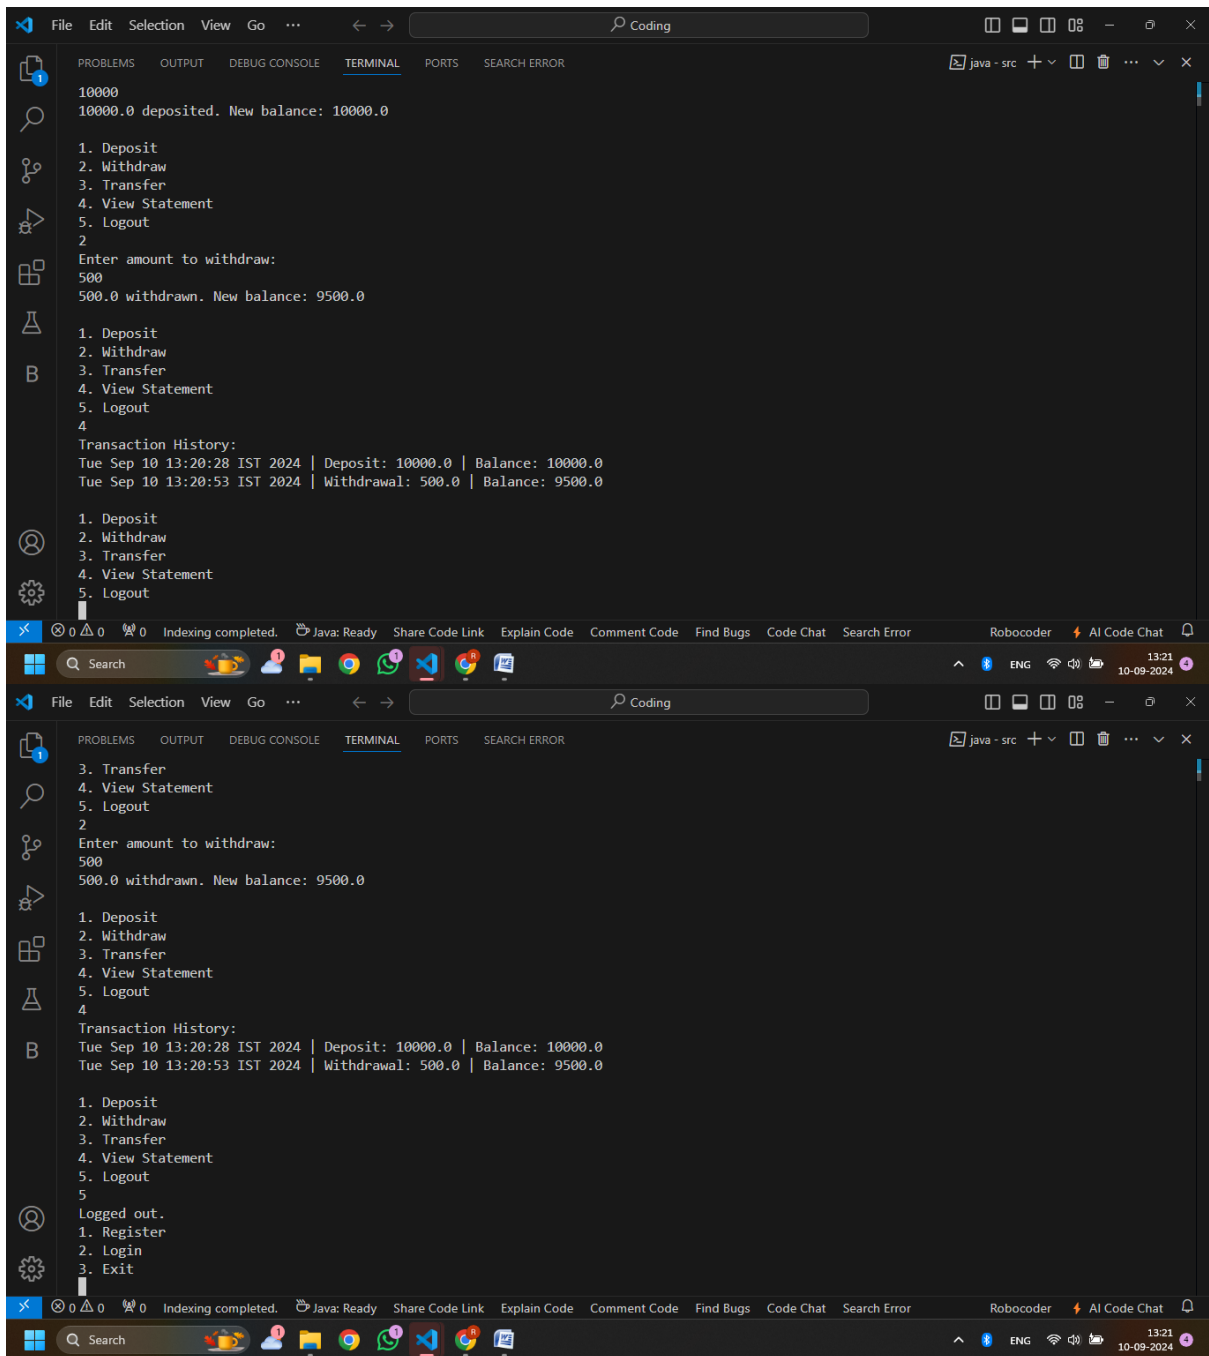 File Edit Selection View Go ··· Coding
PROBLEMS OUTPUT DEBUG CONSOLE TERMINAL PORTS SEARCH ERROR java - src
1
10000
10000.0 deposited. New balance: 10000.0
1. Deposit
2. Withdraw
3. Transfer
4. View Statement
5. Logout
2
Enter amount to withdraw:
500
500.0 withdrawn. New balance: 9500.0
1. Deposit
2. Withdraw
3. Transfer
4. View Statement
5. Logout
4
Transaction History:
Tue Sep 10 13:20:28 IST 2024 | Deposit: 10000.0 | Balance: 10000.0
Tue Sep 10 13:20:53 IST 2024 | Withdrawal: 500.0 | Balance: 9500.0
1. Deposit
2. Withdraw
3. Transfer
4. View Statement
5. Logout
B
0 0 0 Indexing completed. Java: Ready Share Code Link Explain Code Comment Code Find Bugs Code Chat Search Error Robocoder AI Code Chat
Search 1 1 R ENG 13:21 4
10-09-2024
File Edit Selection View Go ··· Coding
PROBLEMS OUTPUT DEBUG CONSOLE TERMINAL PORTS SEARCH ERROR java - src
1
3. Transfer
4. View Statement
5. Logout
2
Enter amount to withdraw:
500
500.0 withdrawn. New balance: 9500.0
1. Deposit
2. Withdraw
3. Transfer
4. View Statement
5. Logout
4
Transaction History:
Tue Sep 10 13:20:28 IST 2024 | Deposit: 10000.0 | Balance: 10000.0
Tue Sep 10 13:20:53 IST 2024 | Withdrawal: 500.0 | Balance: 9500.0
1. Deposit
2. Withdraw
3. Transfer
4. View Statement
5. Logout
5
Logged out.
1. Register
2. Login
3. Exit
B
0 0 0 Indexing completed. Java: Ready Share Code Link Explain Code Comment Code Find Bugs Code Chat Search Error Robocoder AI Code Chat
Search 1 1 R ENG 13:21 4
10-09-2024